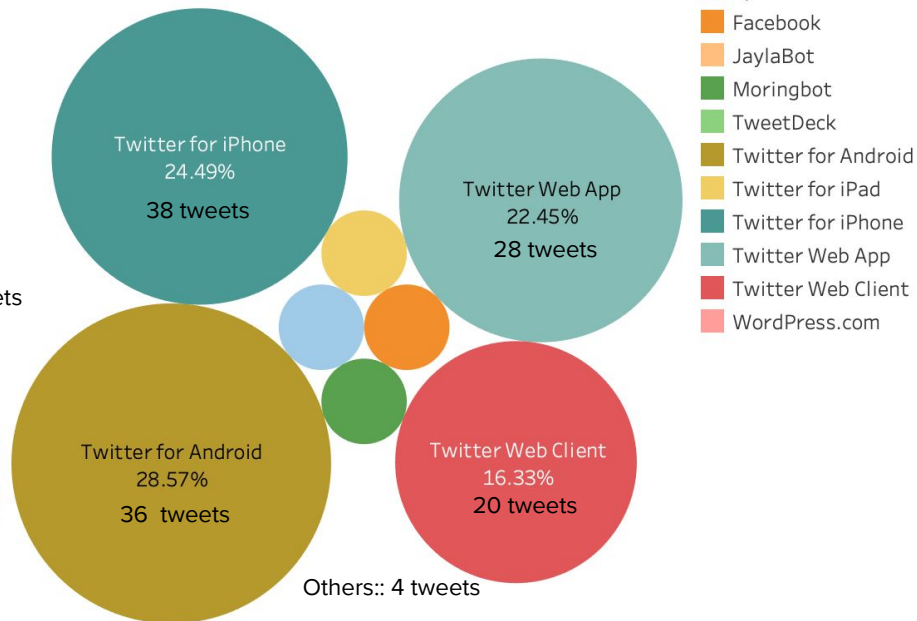 Facebook
JaylaBot
Moringbot
TweetDeck
Twitter for Android
Twitter for iPad
Twitter for iPhone
Twitter Web App
Twitter Web Client
WordPress.com
Twitter for iPhone
24.49%
38 tweets
Twitter Web App
22.45%
28 tweets
Twitter for Android
28.57%
36 tweets
Twitter Web Client
16.33%
20 tweets
Others:: 4 tweets